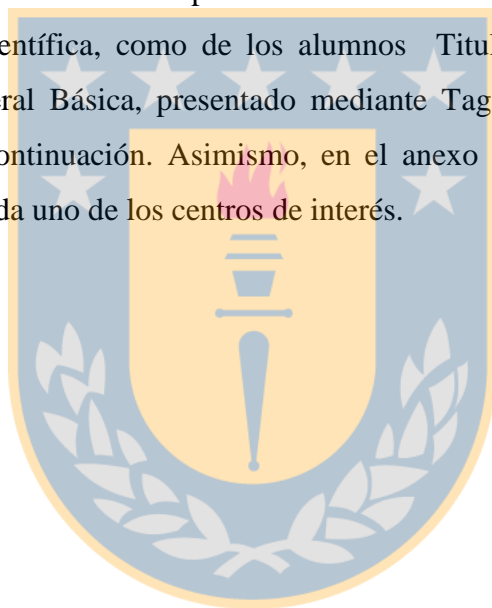 entífica, como de los alumnos Titul
eral Básica, presentado mediante Tag
ontinuación. Asimismo, en el anexo
da uno de los centros de interés.